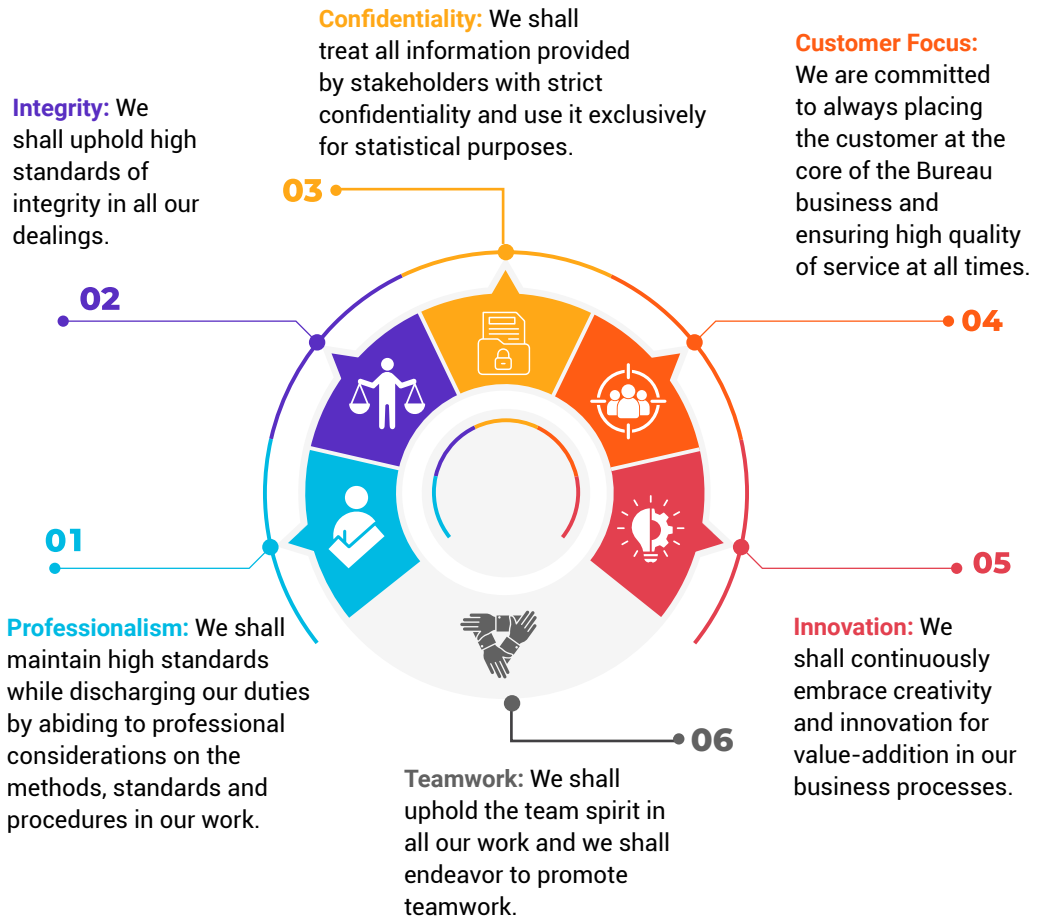 01
Professionalism: We shall
maintain high standards
while discharging our duties
by abiding to professional
considerations on the
methods, standards and
procedures in our work.
02
Integrity: We
shall uphold high
standards of
integrity in all our
dealings.
03
Confidentiality: We shall
treat all information provided
by stakeholders with strict
confidentiality and use it exclusively
for statistical purposes.
04
Customer Focus:
We are committed
to always placing
the customer at the
core of the Bureau
business and
ensuring high quality
of service at all times.
05
Innovation: We
shall continuously
embrace creativity
and innovation for
value-addition in our
business processes.
06
Teamwork: We shall
uphold the team spirit in
all our work and we shall
endeavor to promote
teamwork.